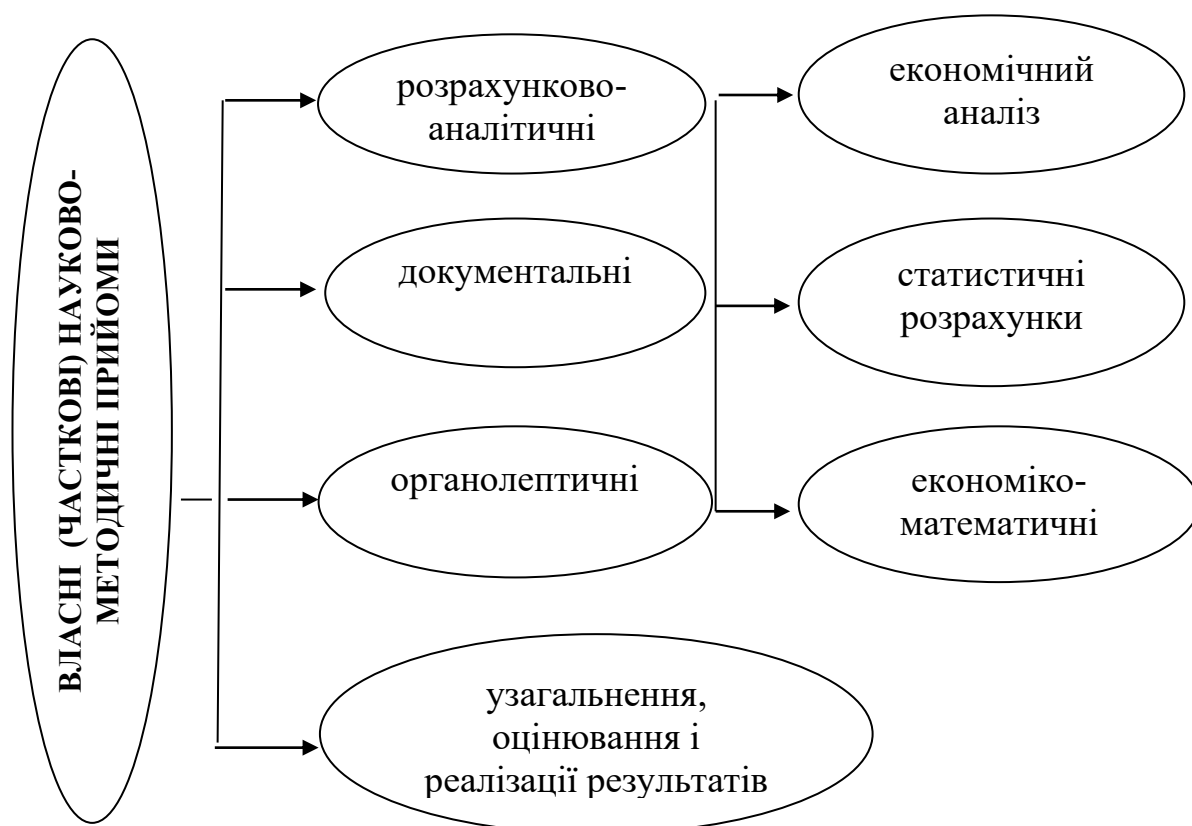 ВЛАСНІ (ЧАСТКОВІ) НАУКОВО-
МЕТОДИЧНІ ПРИЙОМИ
розрахунково-
аналітичні
документальні
органолептичні
узагальнення,
оцінювання і
реалізації результатів
економічний
аналіз
статистичні
розрахунки
економіко-
математичні